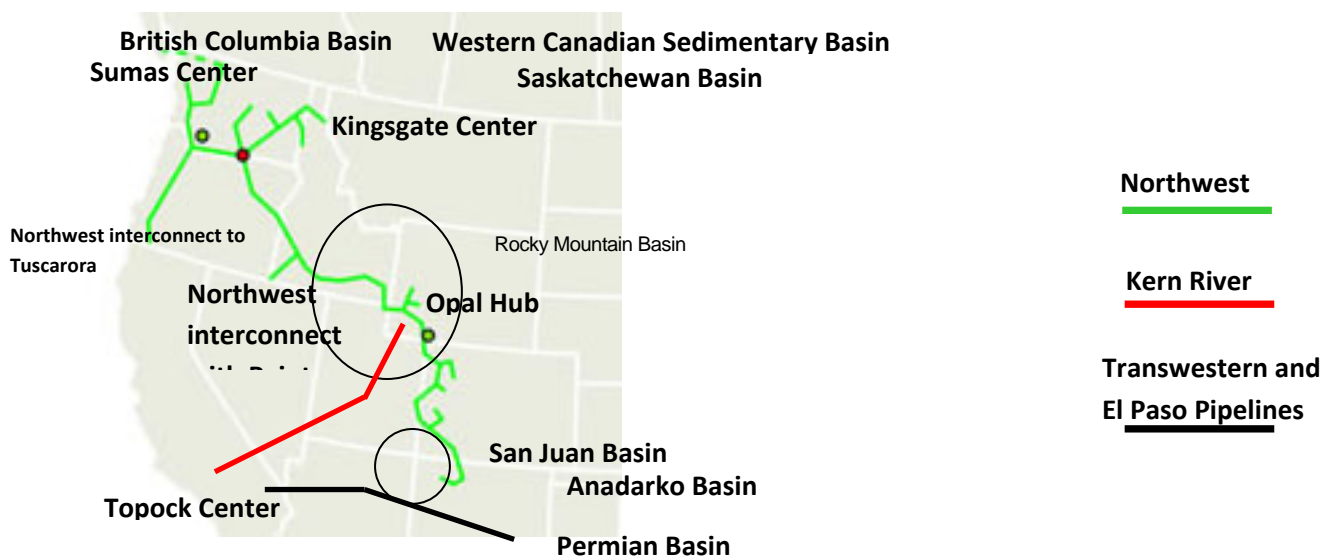 British Columbia Basin
Western Canadian Sedimentary Basin
Sumas Center
Saskatchewan Basin
Kingsgate Center
Northwest
Northwest interconnect to
Tuscarora
Rocky Mountain Basin
Kern River
Northwest
interconnect
Opal Hub
Transwestern and
El Paso Pipelines
San Juan Basin
Anadarko Basin
Topock Center
Permian Basin